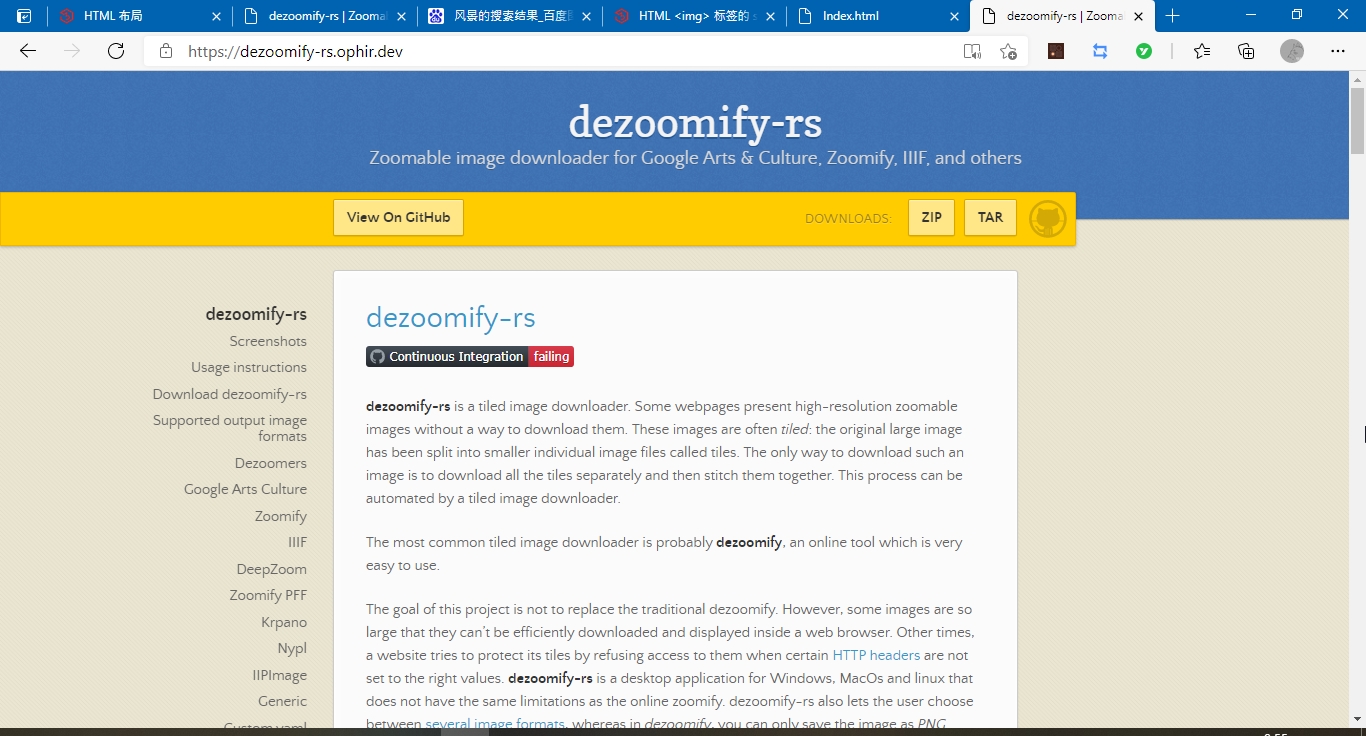 HTML 布局
dezoomify-rs | Zooma
风景的搜索结果_百度
HTML <img> 标签的
Index.html
dezoomify-rs | Zooma
https://dezoomify-rs.ophir.dev
dezoomify-rs
Zoomable image downloader for Google Arts & Culture, Zoomify, IIIF, and others
View On GitHub
DOWNLOADS:
ZIP
TAR
dezoomify-rs
Screenshots
Usage instructions
Download dezoomify-rs
Supported output image
formats
Dezoomers
Google Arts Culture
Zoomify
IIIF
DeepZoom
Zoomify PFF
Krpano
Nypl
IIPImage
Generic
Custom yaml
dezoomify-rs
Continuous Integration failing
dezoomify-rs is a tiled image downloader. Some webpages present high-resolution zoomable
images without a way to download them. These images are often tiled: the original large image
has been split into smaller individual image files called tiles. The only way to download such an
image is to download all the tiles separately and then stitch them together. This process can be
automated by a tiled image downloader.
The most common tiled image downloader is probably dezoomify, an online tool which is very
easy to use.
The goal of this project is not to replace the traditional dezoomify. However, some images are so
large that they can't be efficiently downloaded and displayed inside a web browser. Other times,
a website tries to protect its tiles by refusing access to them when certain HTTP headers are not
set to the right values. dezoomify-rs is a desktop application for Windows, MacOs and linux that
does not have the same limitations as the online zoomify. dezoomify-rs also lets the user choose
between several image formats, whereas in dezoomify, you can only save the image as PNG.